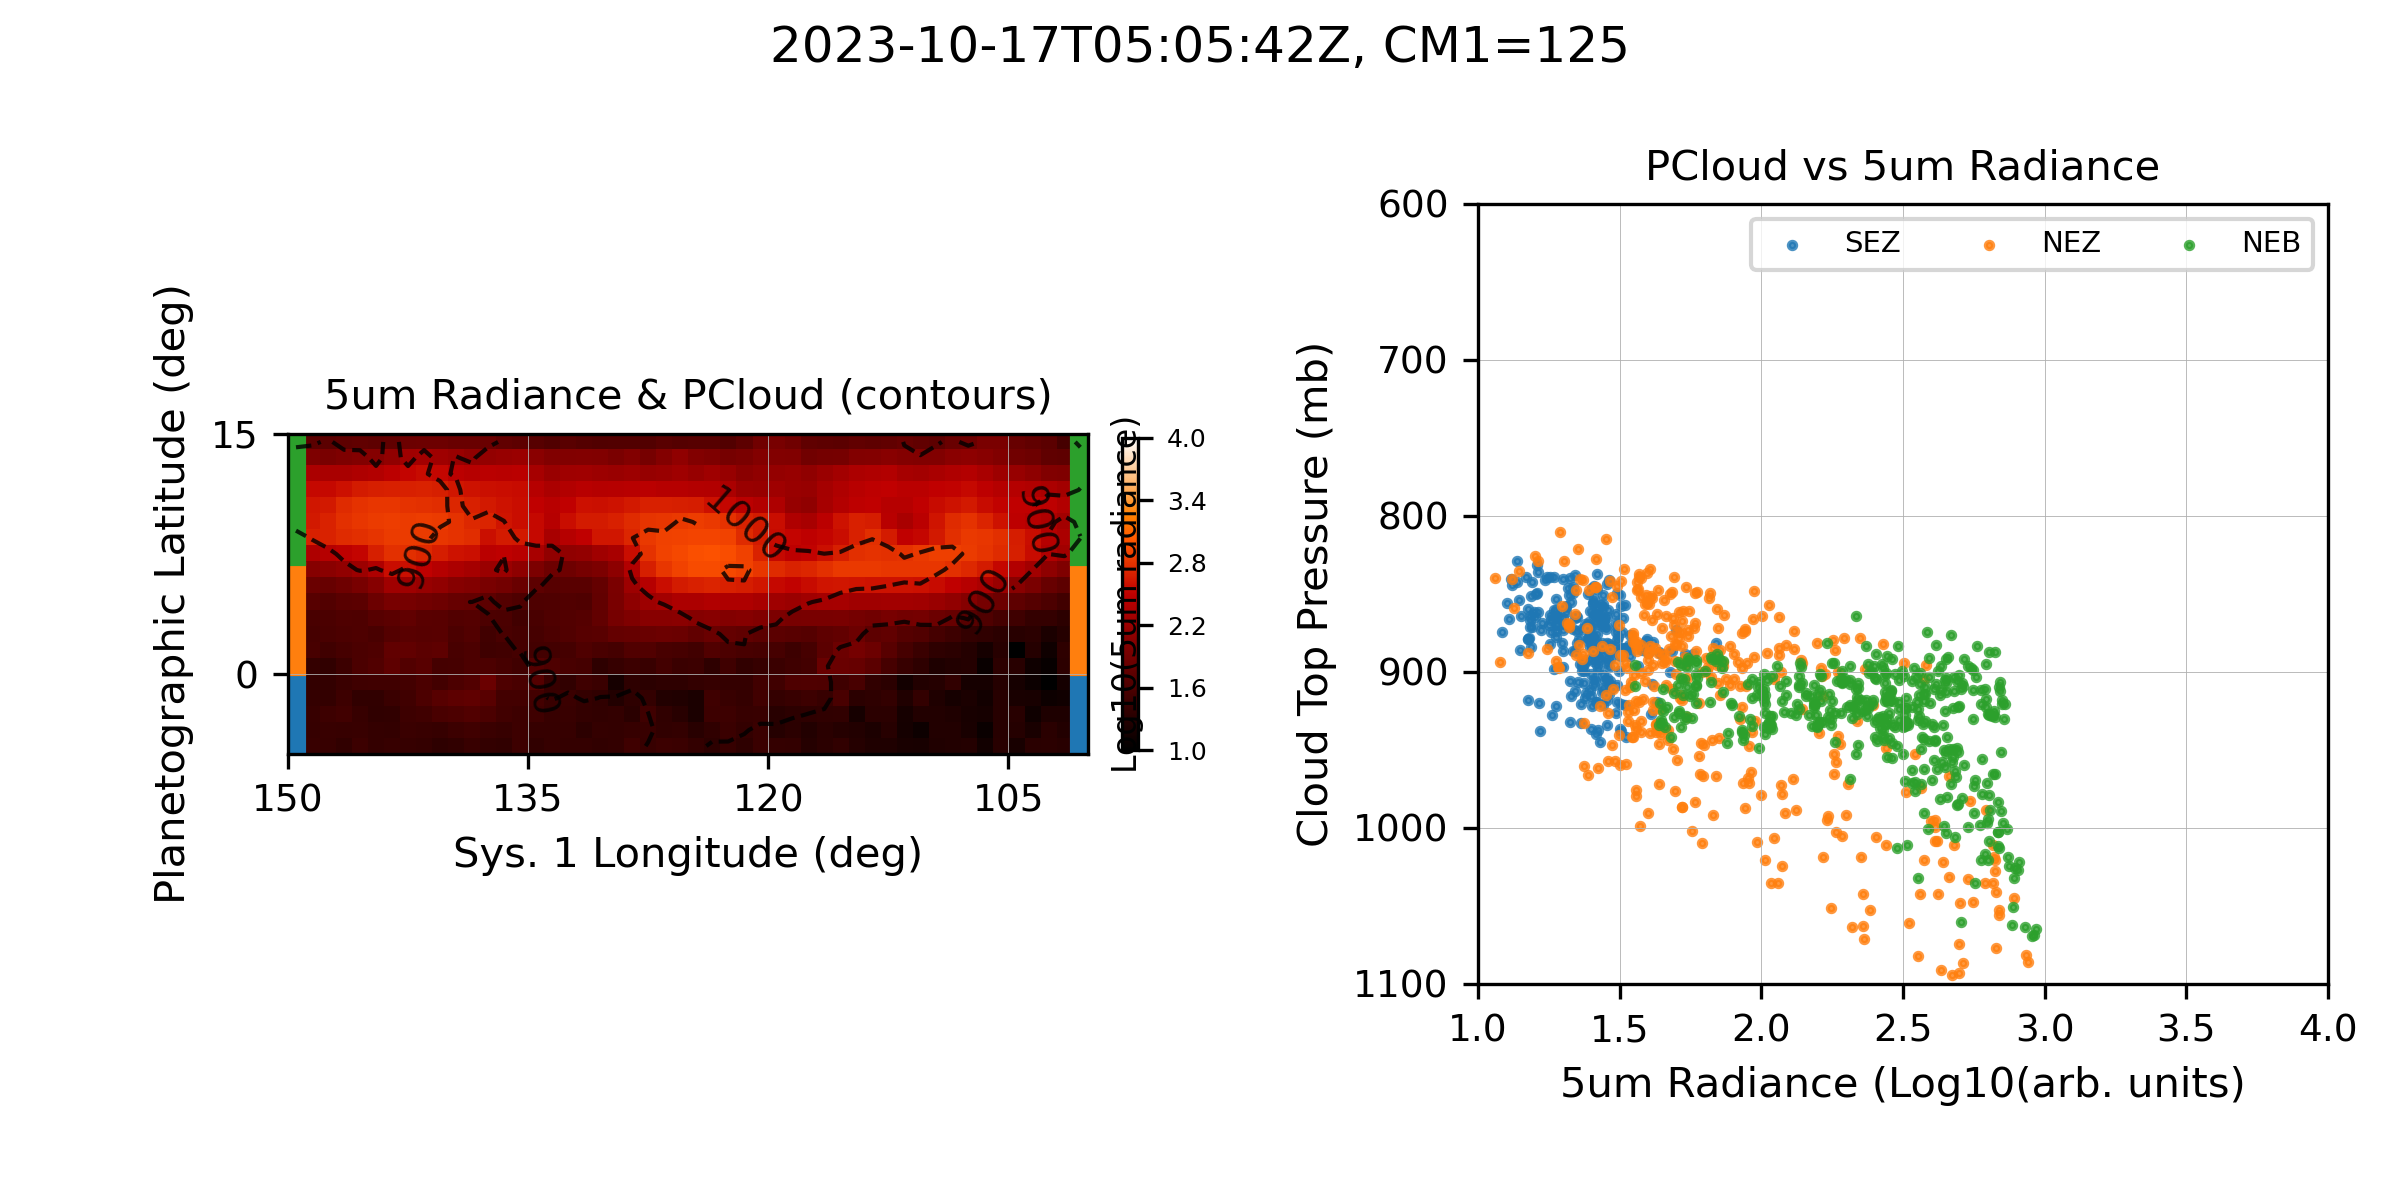 2023-10-17T05:05:42Z, CM1=125
5um Radiance & PCloud (contours)
Planetographic Latitude (deg)
15
0
150
135
120
105
Sys. 1 Longitude (deg)
900
1000
900
900
900
Log10(5um radiance)
4.0
3.4
2.8
2.2
1.6
1.0
PCloud vs 5um Radiance
SEZ
NEZ
NEB
Cloud Top Pressure (mb)
600
700
800
900
1000
1100
1.0
1.5
2.0
2.5
3.0
3.5
4.0
5um Radiance (Log10(arb. units)